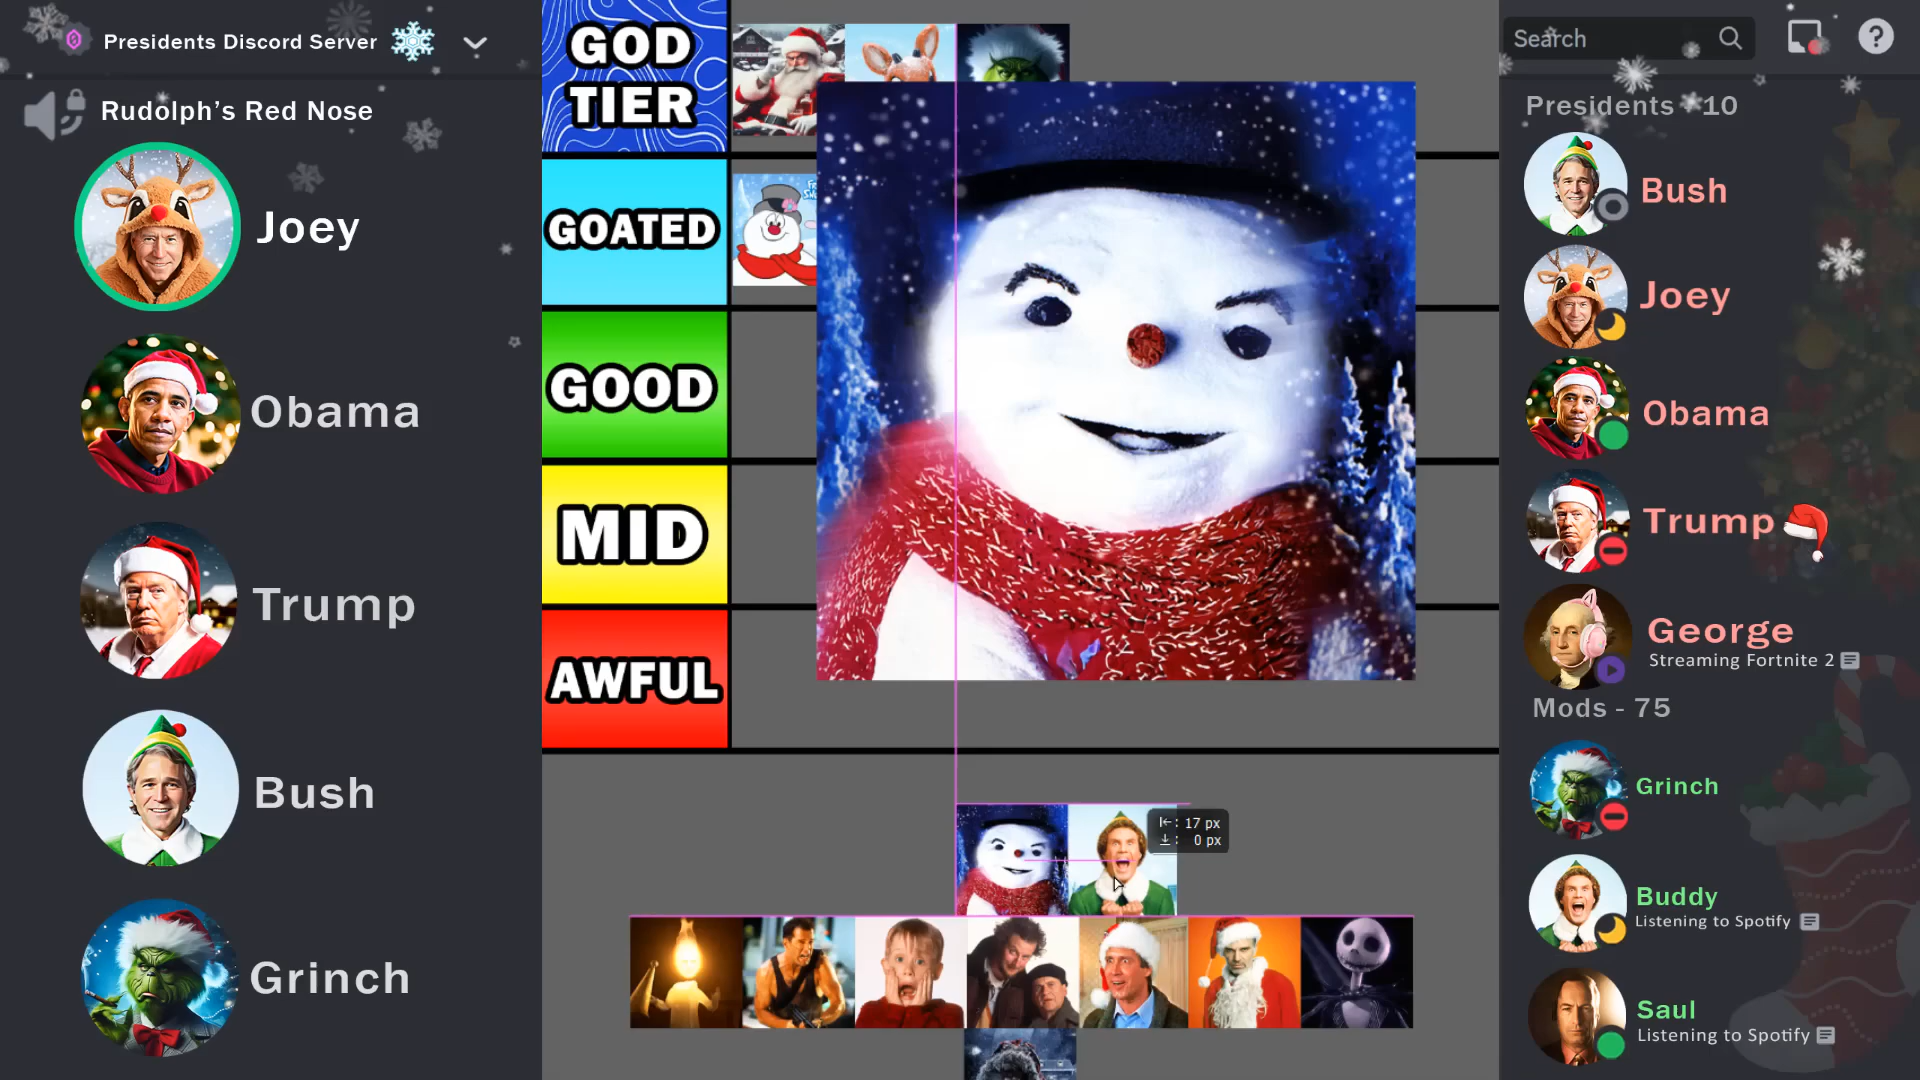 Presidents Discord Server
Rudolph’s Red Nose
Joey
Obama
Trump
Bush
Grinch
GOD
TIER
GOATED
GOOD
MID
AWFUL
17 px
0 px
Search
?
Presidents - 10
Bush
Joey
Obama
Trump
George
Streaming Fortnite 2
Mods - 75
Grinch
Buddy
Listening to Spotify
Saul
Listening to Spotify